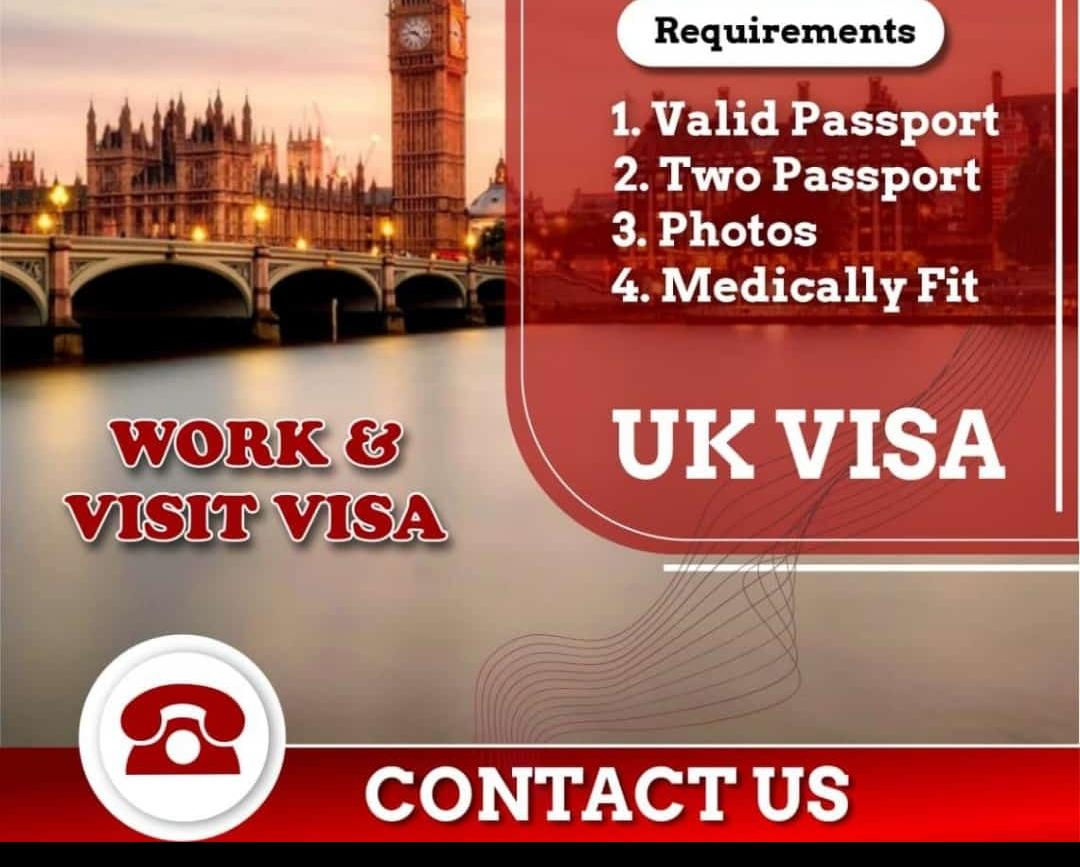 Requirements
1. Valid Passport
2. Two Passport
3. Photos
4. Medically Fit
UK VISA
WORK &
VISIT VISA
CONTACT US